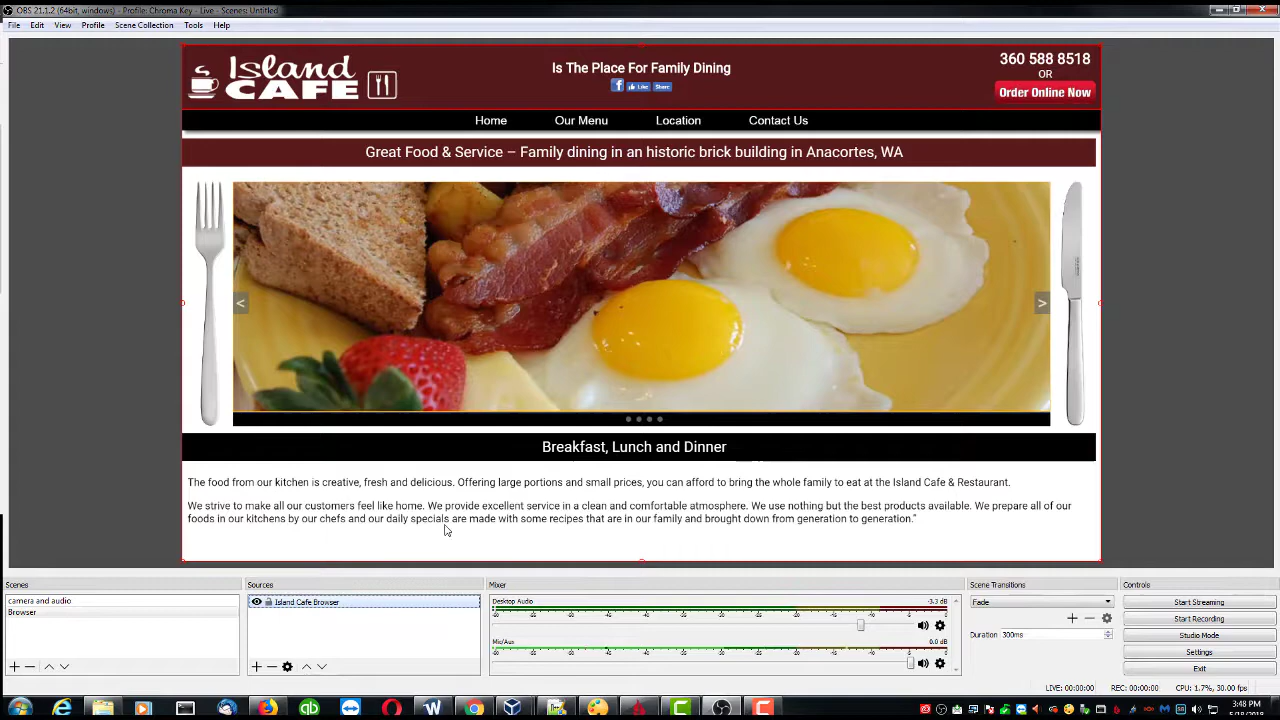 OBS 21.1.2 (64bit, windows) - Profile: Chroma Key - Live - Scenes: Untitled
File Edit View Profile Scene Collection Tools Help
Island
CAFE
Is The Place For Family Dining
Like Share
360 588 8518
OR
Order Online Now
Home Our Menu Location Contact Us
Great Food & Service – Family dining in an historic brick building in Anacortes, WA
< >
Breakfast, Lunch and Dinner
The food from our kitchen is creative, fresh and delicious. Offering large portions and small prices, you can afford to bring the whole family to eat at the Island Cafe & Restaurant.
We strive to make all our customers feel like home. We provide excellent service in a clean and comfortable atmosphere. We use nothing but the best products available. We prepare all of our
foods in our kitchens by our chefs and our daily specials are made with some recipes that are in our family and brought down from generation to generation."
Scenes Sources Mixer Scene Transitions Controls
camera and audio
Browser
Island Cafe Browser
Desktop Audio -3.3 dB
Mic/Aux 0.0 dB
Fade
Duration 300ms
Start Streaming
Start Recording
Studio Mode
Settings
Exit
LIVE: 00:00:00 REC: 00:00:00 CPU: 1.7%, 30.00 fps
3:48 PM